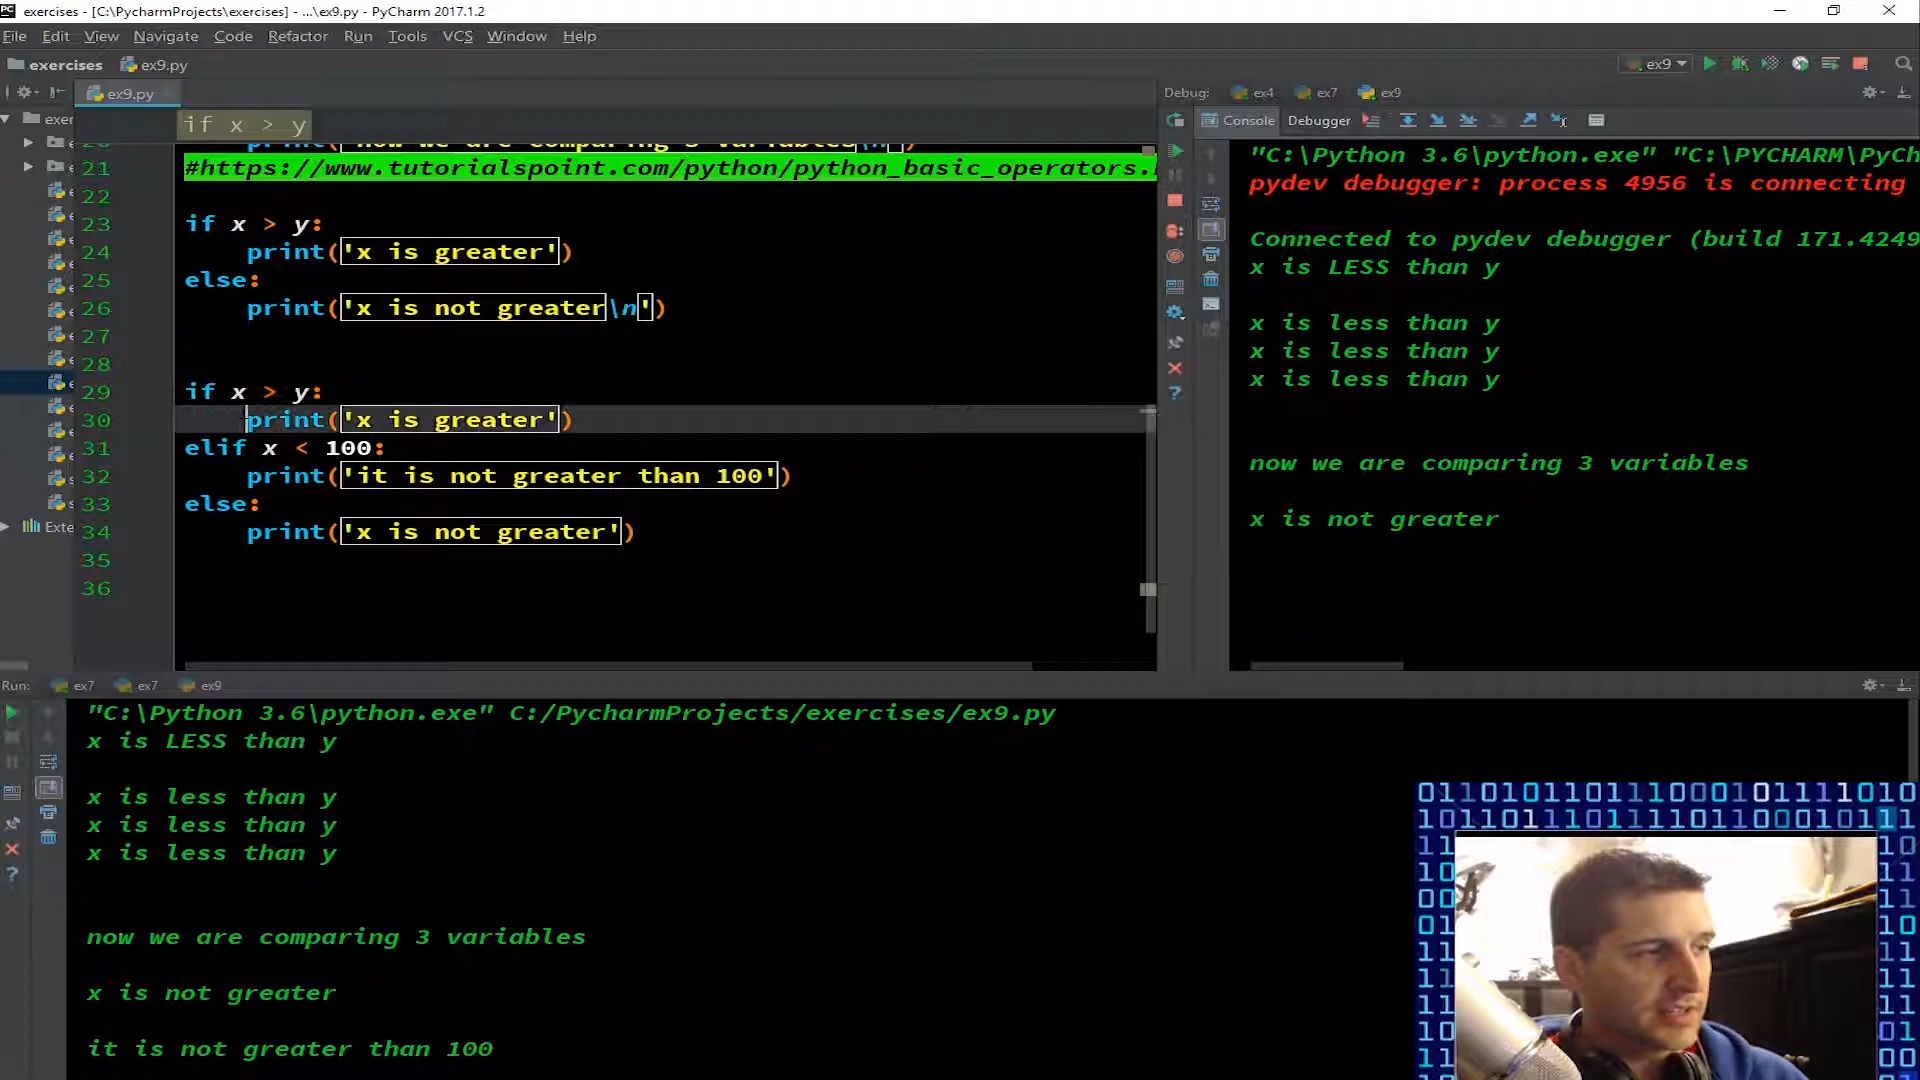 exercises - [C:\PycharmProjects\exercises] - ...\ex9.py - PyCharm 2017.1.2
File Edit View Navigate Code Refactor Run Tools VCS Window Help
exercises ex9.py
ex9
ex9.py
Debug: ex4 ex7 ex9
if x > y
Console Debugger
21 #https://www.tutorialspoint.com/python/python_basic_operators.
22
23 if x > y:
24 print('x is greater')
25 else:
26 print('x is not greater\n')
27
28
29 if x > y:
30 print('x is greater')
31 elif x < 100:
32 print('it is not greater than 100')
33 else:
34 print('x is not greater')
35
36
"C:\Python 3.6\python.exe" "C:\PYCHARM\PyCh
pydev debugger: process 4956 is connecting
Connected to pydev debugger (build 171.4249
x is LESS than y
x is less than y
x is less than y
x is less than y
now we are comparing 3 variables
x is not greater
Run: ex7 ex7 ex9
"C:\Python 3.6\python.exe" C:/PycharmProjects/exercises/ex9.py
x is LESS than y
x is less than y
x is less than y
x is less than y
now we are comparing 3 variables
x is not greater
it is not greater than 100